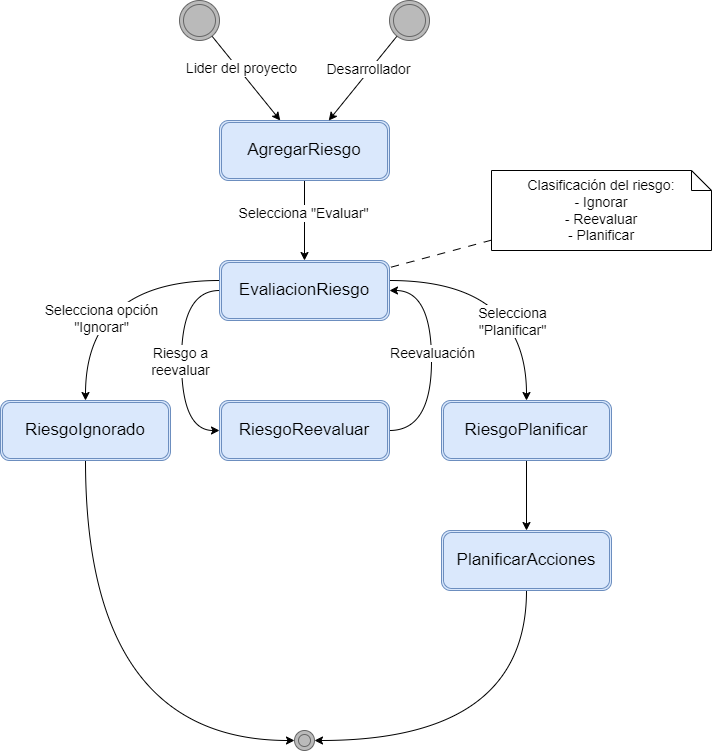 Lider del proyecto
Desarrollador
AgregarRiesgo
Selecciona "Evaluar"
Clasificación del riesgo:
- Ignorar
- Reevaluar
- Planificar
EvaliacionRiesgo
Selecciona opción
"Ignorar"
Riesgo a
reevaluar
Reevaluación
Selecciona
"Planificar"
RiesgoIgnorado
RiesgoReevaluar
RiesgoPlanificar
PlanificarAcciones